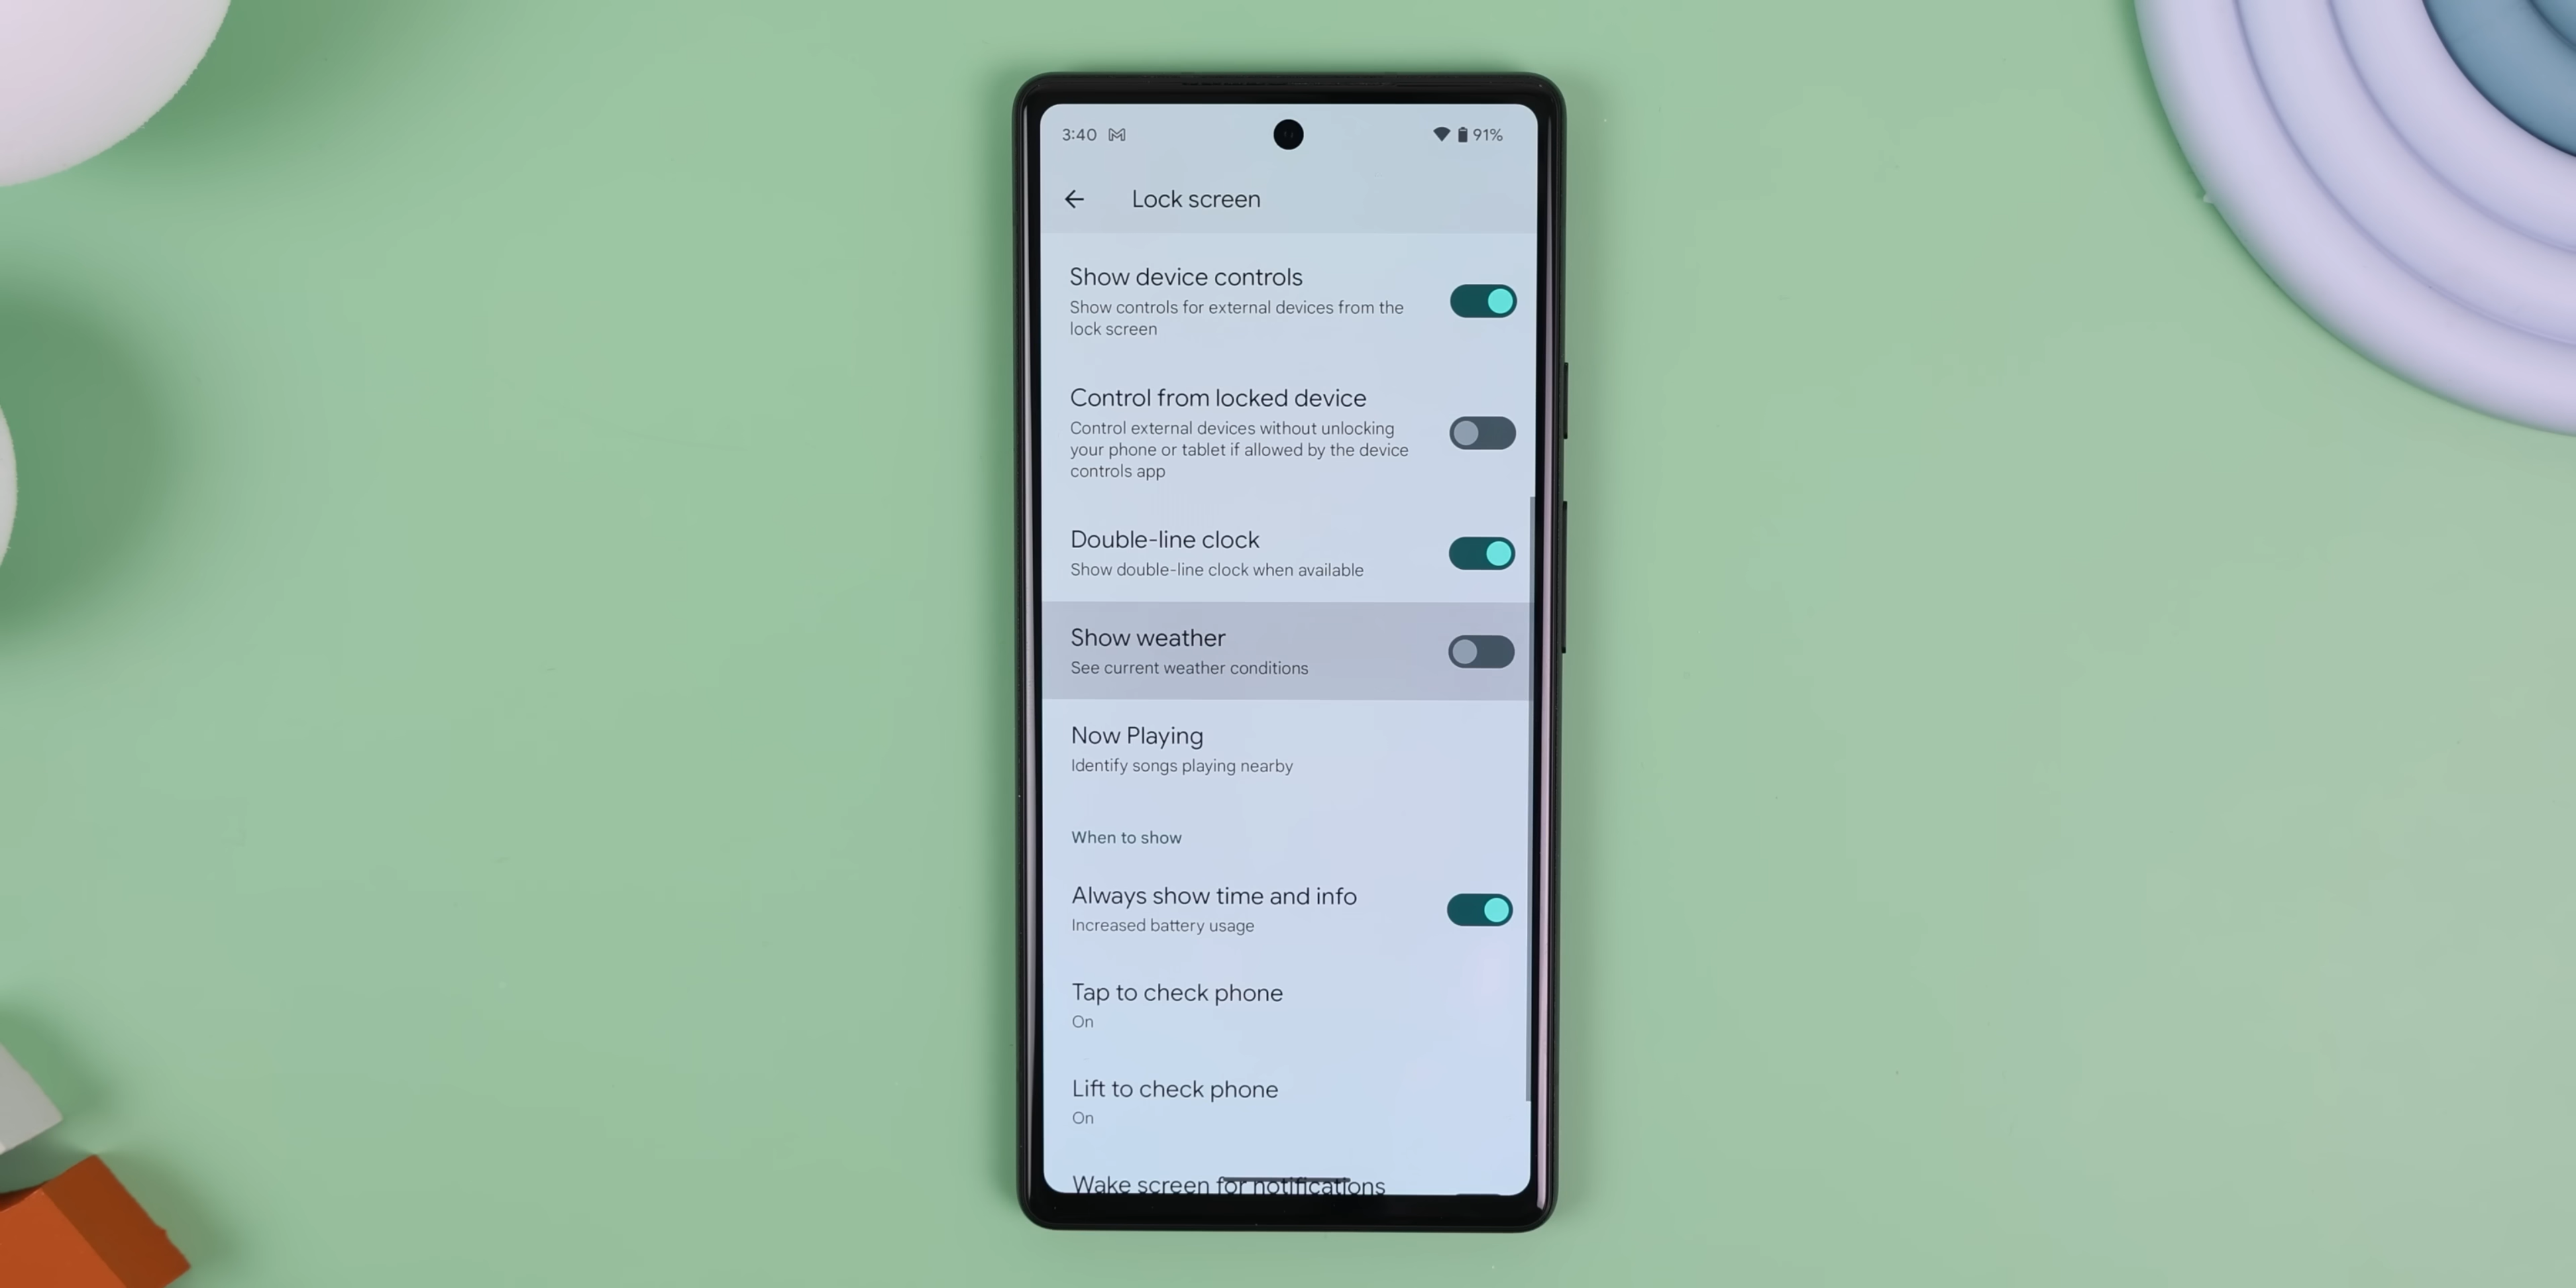 3:40 91%
Lock screen
Show device controls
Show controls for external devices from the
lock screen
Control from locked device
Control external devices without unlocking
your phone or tablet if allowed by the device
controls app
Double-line clock
Show double-line clock when available
Show weather
See current weather conditions
Now Playing
Identify songs playing nearby
When to show
Always show time and info
Increased battery usage
Tap to check phone
On
Lift to check phone
On
Wake screen for notifications